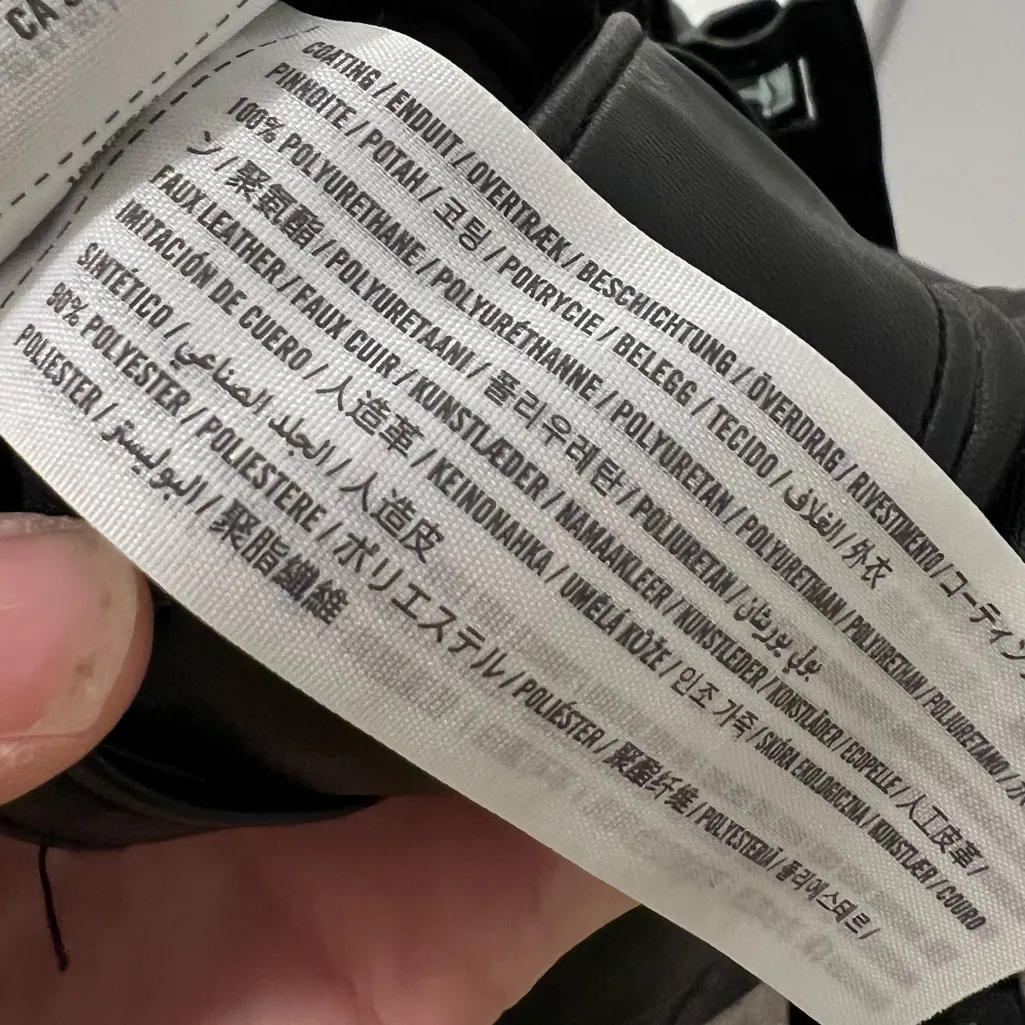 CA
COATING / ENDUIT / OVERTRÆK / BESCHICHTUNG / ÖVERDRAG / RIVESTIMENTO / コーティング
PINNOITE / POTAH / 코팅 / POKRYCIE / BELEGG / TECIDO / الغلاف / 外衣
100% POLYURETHANE / POLYURÉTHANNE / POLYURETAN / POLYURETHAN / POLYURETHAN / POLIURETANO / ポ
ン / 聚氨酯 / POLYURETAANI / 폴리우레탄 / POLIURETAN / بولي يوريثان
FAUX LEATHER / FAUX CUIR / KUNSTLÆDER / NAMAAKLEER / KUNSTLEDER / KONSTLÄDER / ECOPELLE / 人工皮革 /
IMITACIÓN DE CUERO / 人造革 / KEINONAHKA / UMĚLÁ KŮŽE / 인조 가죽 / SKÓRA EKOLOGICZNA / KUNSTLÆR / COURO
SINTÉTICO / الجلد الصناعي / 人造皮
98% POLYESTER / POLIESTERE / ポリエステル / POLIÉSTER / 聚酯纤维 / POLYESTERIÄ / 폴리에스테르 /
POLIESTER / البوليستر / 聚脂纖維